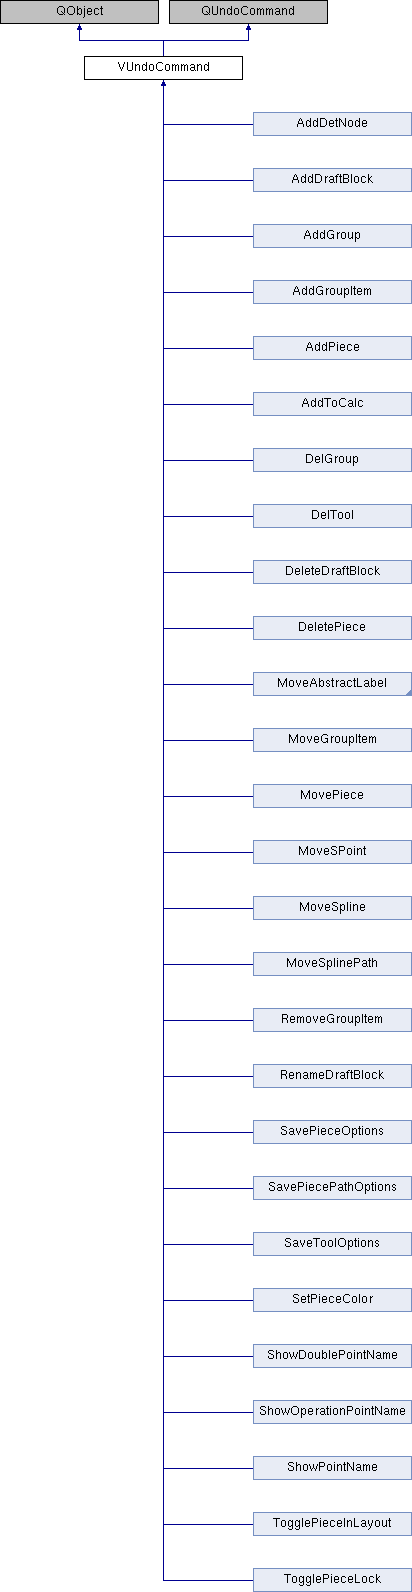 QObject
QUndoCommand
VUndoCommand
AddDetNode
AddDraftBlock
AddGroup
AddGroupItem
AddPiece
AddToCalc
DelGroup
DelTool
DeleteDraftBlock
DeletePiece
MoveAbstractLabel
MoveGroupItem
MovePiece
MoveSPoint
MoveSpline
MoveSplinePath
RemoveGroupItem
RenameDraftBlock
SavePieceOptions
SavePiecePathOptions
SaveToolOptions
SetPieceColor
ShowDoublePointName
ShowOperationPointName
ShowPointName
TogglePieceInLayout
TogglePieceLock